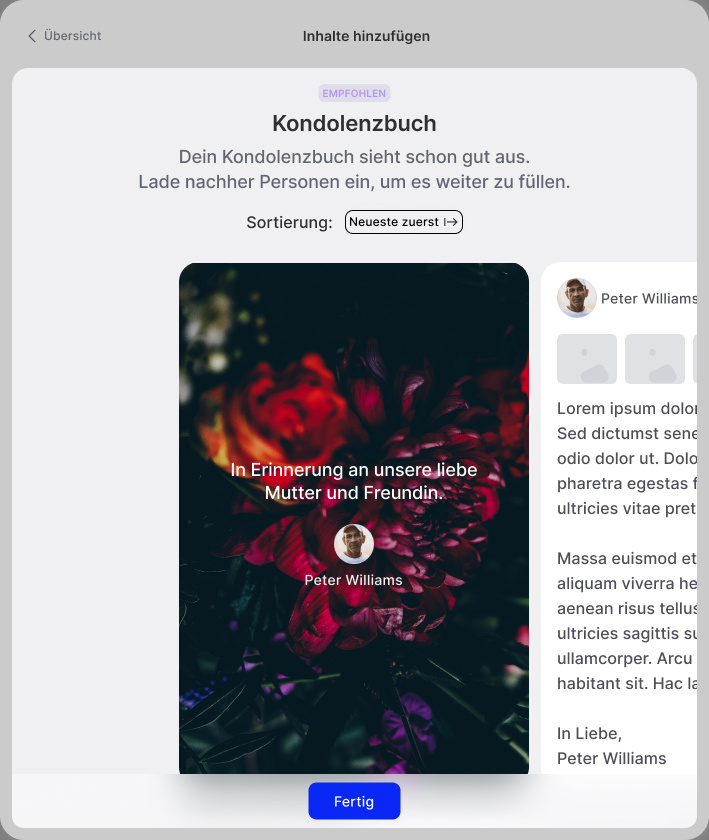 Übersicht
Inhalte hinzufügen
EMPFOHLEN
Kondolenzbuch
Dein Kondolenzbuch sieht schon gut aus.
Lade nachher Personen ein, um es weiter zu füllen.
Sortierung:
Neueste zuerst
In Erinnerung an unsere liebe
Mutter und Freundin.
Peter Williams
Peter Williams
Lorem ipsum dolor
Sed dictumst sene
odio dolor ut. Dolo
pharetra egestas f
ultricies vitae pret
Massa euismod et
aliquam viverra he
aenean risus tellus
ultricies sagittis su
ullamcorper. Arcu
habitant sit. Hac la
In Liebe,
Peter Williams
Fertig